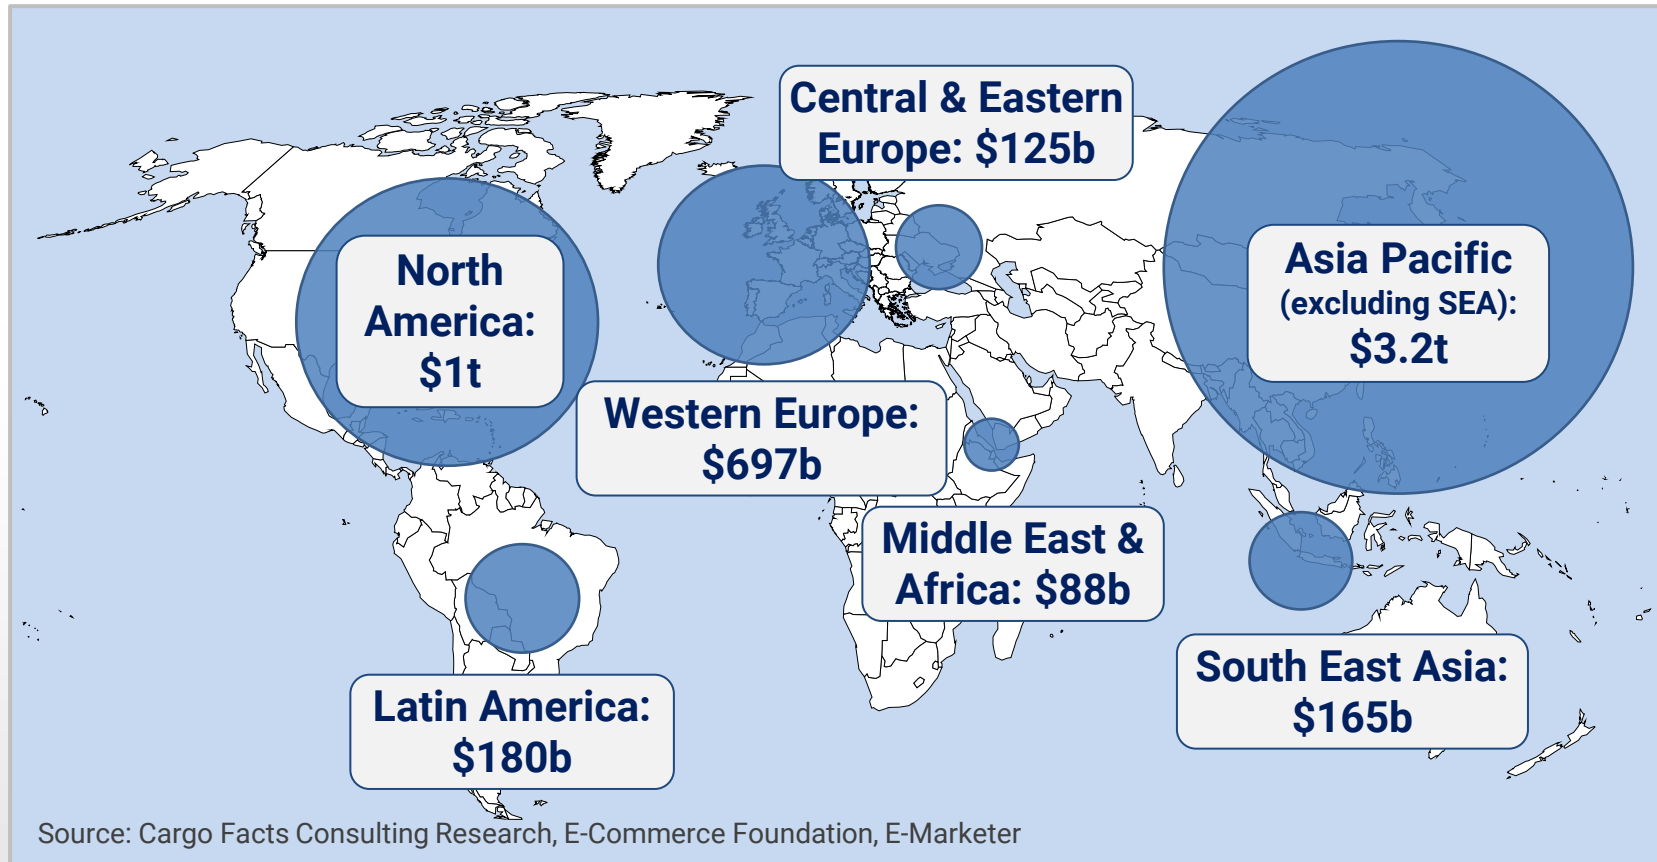 Central & Eastern
Europe: $125b
North
America:
$1t
Asia Pacific
(excluding SEA):
$3.2t
Western Europe:
$697b
Middle East &
Africa: $88b
South East Asia:
$165b
Latin America:
$180b
Source: Cargo Facts Consulting Research, E-Commerce Foundation, E-Marketer